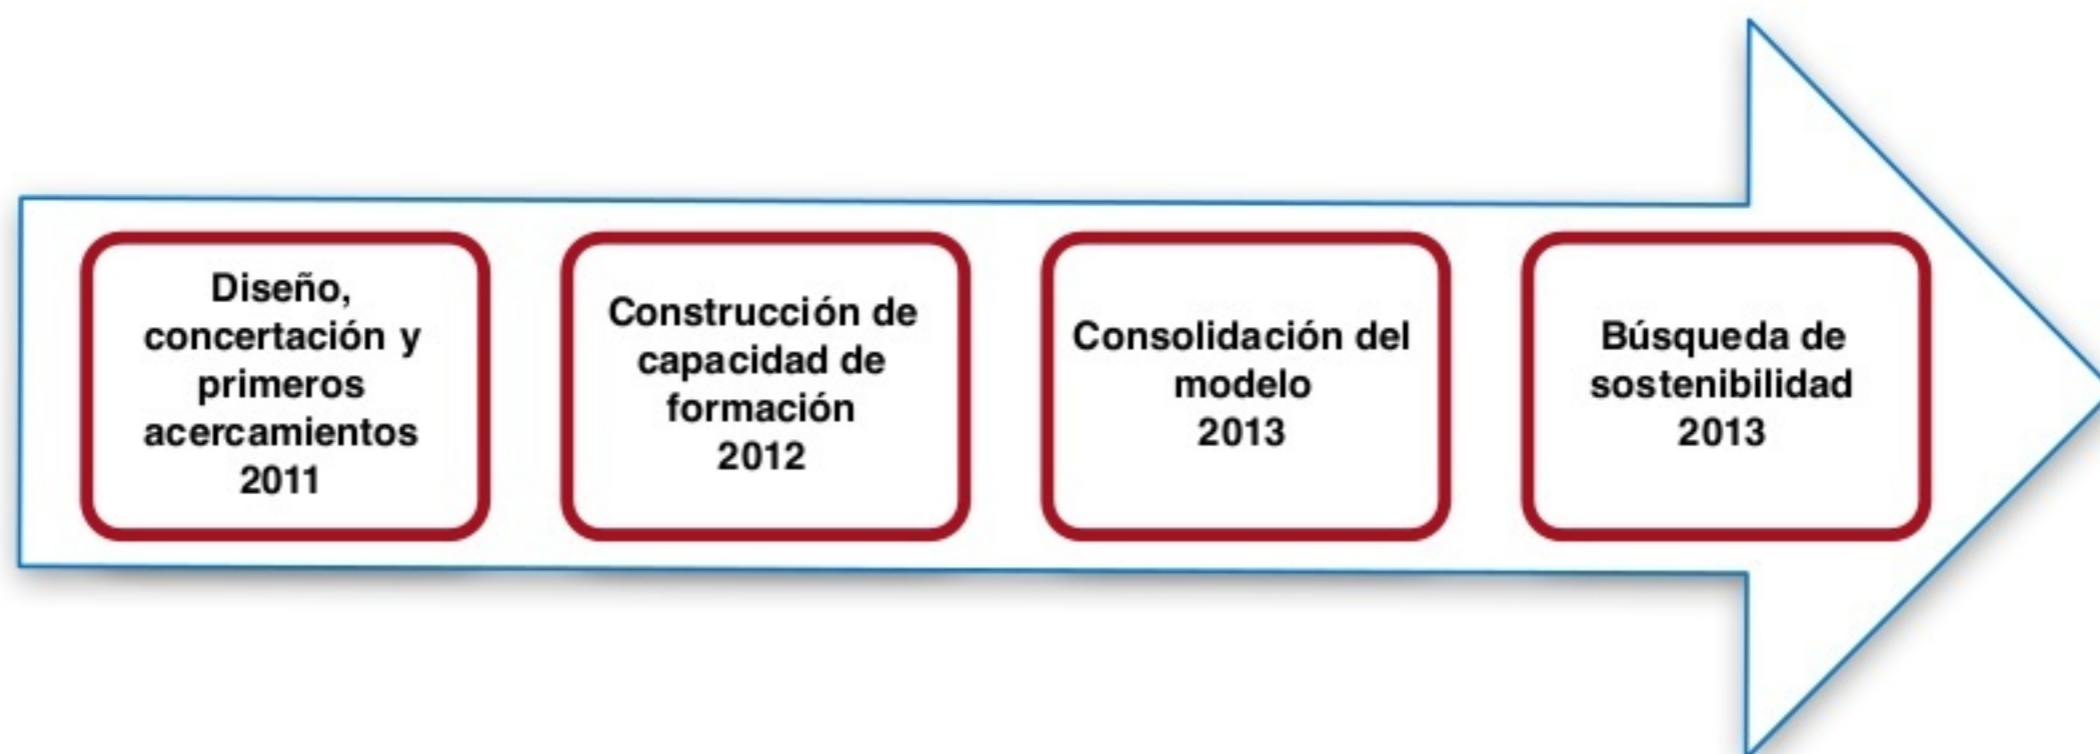 Diseño,
concertación y
primeros
acercamientos
2011
Construcción de
capacidad de
formación
2012
Consolidación del
modelo
2013
Búsqueda de
sostenibilidad
2013